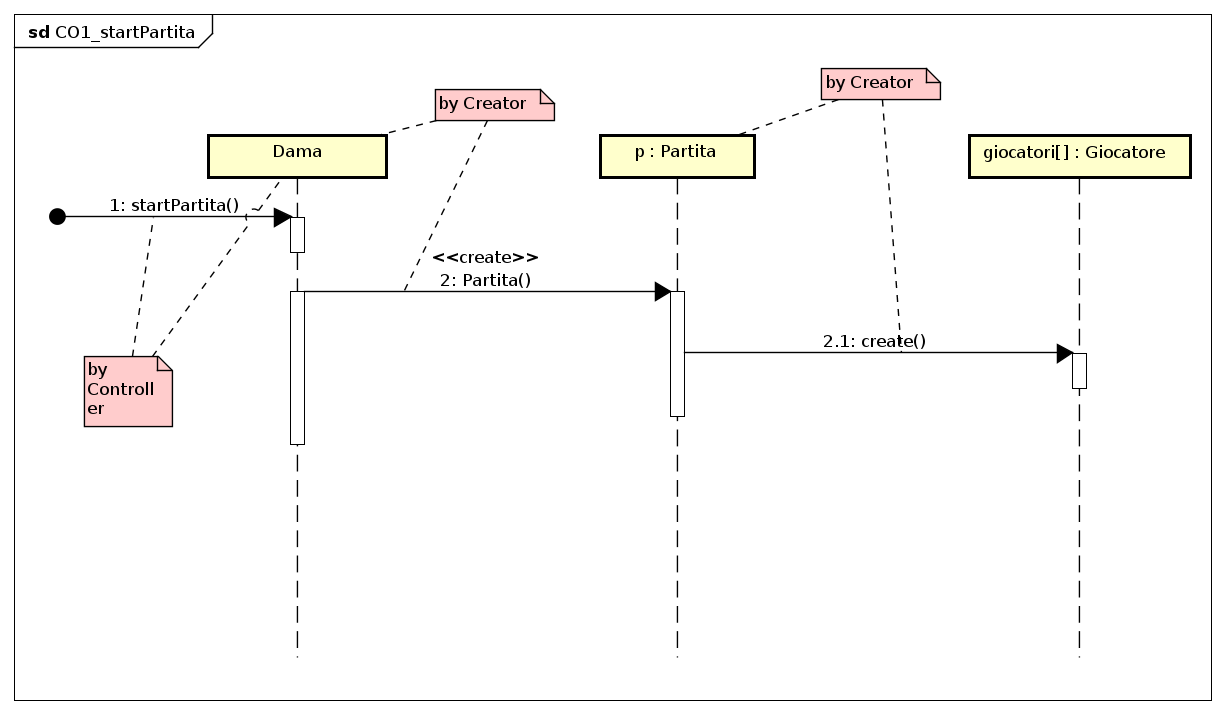 sd CO1_startPartita
by Creator
by Creator
Dama
p : Partita
giocatori[] : Giocatore
1: startPartita()
<<create>>
2: Partita()
2.1: create()
by
Controll
er